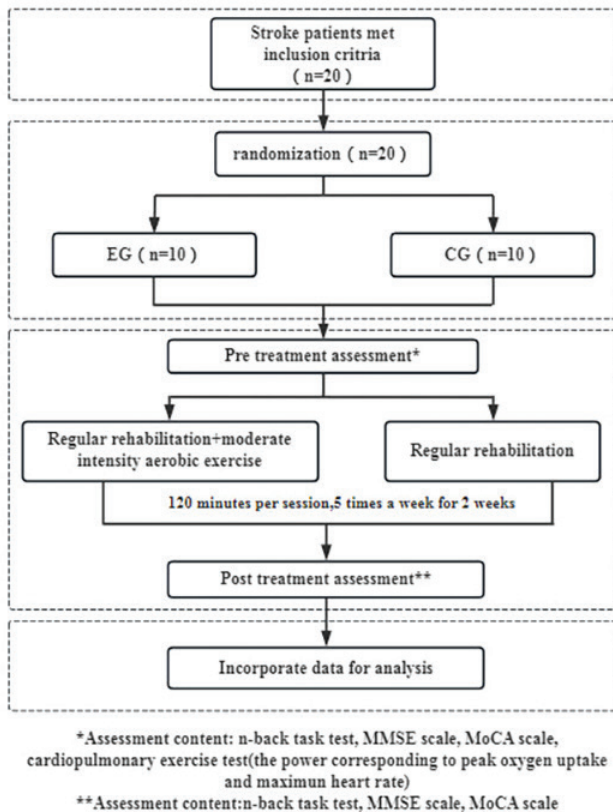 Stroke patients met
inclusion critria
( n=20 )
randomization ( n=20 )
EG ( n=10 )
CG ( n=10 )
Pre treatment assessment*
Regular rehabilitation+moderate
intensity aerobic exercise
Regular rehabilitation
120 minutes per session,5 times a week for 2 weeks
Post treatment assessment**
Incorporate data for analysis
*Assessment content: n-back task test, MMSE scale, MoCA scale,
cardiopulmonary exercise test(the power corresponding to peak oxygen uptake
and maximun heart rate)
**Assessment content:n-back task test, MMSE scale, MoCA scale